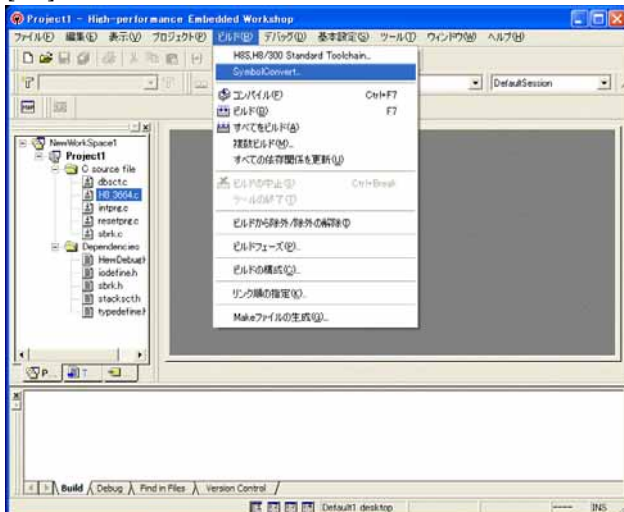 Project1 - High-performance Embedded Workshop
ファイル(F) 編集(E) 表示(V) プロジェクト(P) ビルド(B) デバッグ(D) 基本設定(S) ツール(T) ウィンドウ(W) ヘルプ(H)
H8S,H8/300 Standard Toolchain...
SymbolConvert...
DefaultSession
コンパイル(F) Ctrl+F7
ビルド(B) F7
すべてをビルド(A)
複数ビルド(M)...
すべての依存関係を更新(U)
ビルドの中止(S) Ctrl+Break
ツールの終了(T)
ビルドから除外/除外の解除(I)
ビルドフェーズ(P)...
ビルドの構成(C)...
リンク順の指定(K)...
Makeファイルの生成(G)...
NewWorkSpace1
Project1
C source file
dbsct.c
H8_3664.c
intprg.c
resetprg.c
sbrk.c
Dependencies
HewDebug
iodefine.h
sbrk.h
stacksct.h
typedefine.h
P... T...
Build Debug Find in Files Version Control
Default1 desktop INS